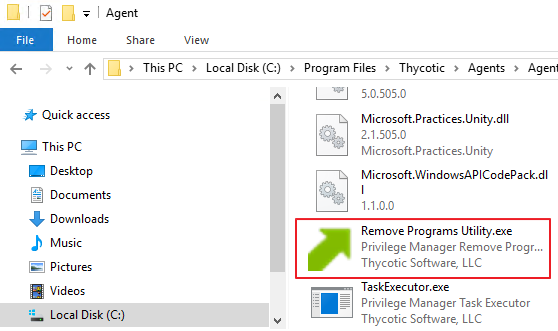 Agent
File
Home
Share
View
This PC
Local Disk (C:)
Program Files
Thycotic
Agents
Agen
Quick access
This PC
Desktop
Documents
Downloads
Music
Pictures
Videos
Local Disk (C:)
5.0.505.0
Microsoft.Practices.Unity.dll
2.1.505.0
Microsoft.Practices.Unity
Microsoft.WindowsAPICodePack.dl
l
1.1.0.0
Remove Programs Utility.exe
Privilege Manager Remove Progr...
Thycotic Software, LLC
TaskExecutor.exe
Privilege Manager Task Executor
Thycotic Software, LLC